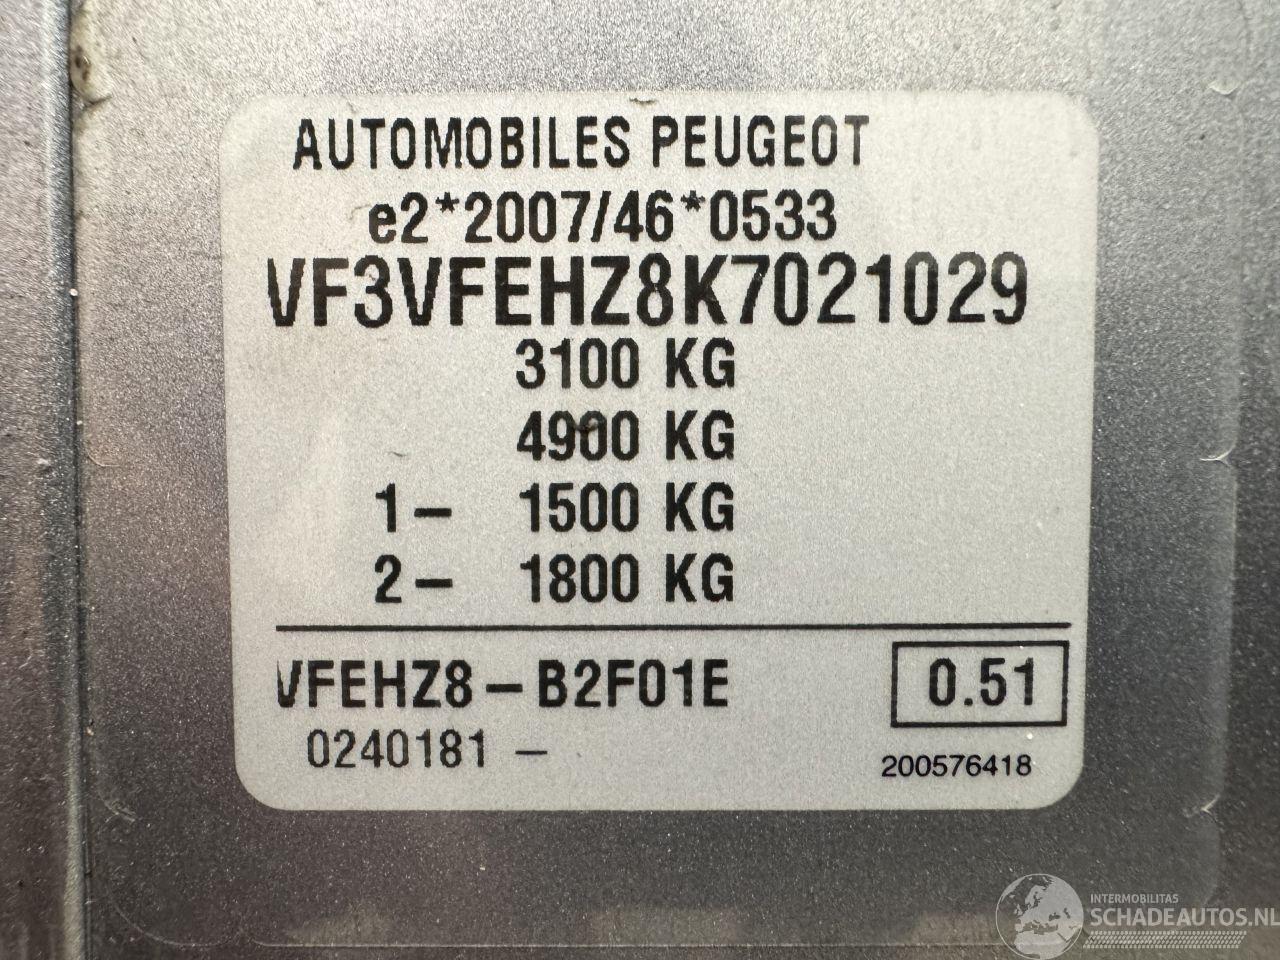 AUTOMOBILES PEUGEOT
e2*2007/46*0533
VF3VFEHZ8K7021029
3100 KG
4900 KG
1- 1500 KG
2- 1800 KG
VFEHZ8-B2F01E 0.51
0240181 - 200576418
INTERMOBILITAS
SCHADEAUTOS.NL